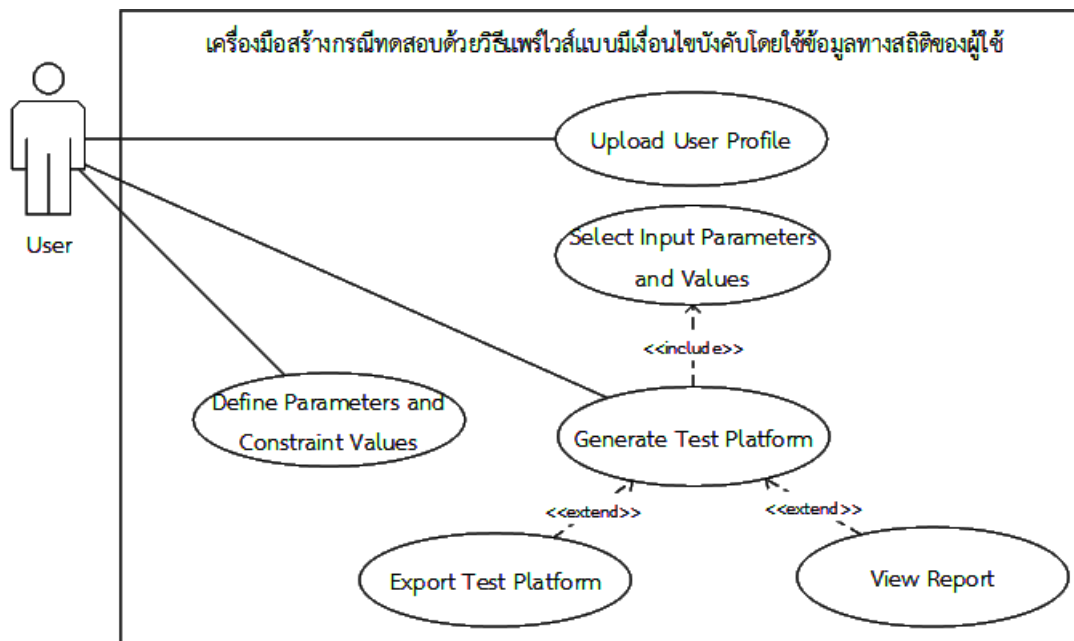 เครื่องมือสร้างกรณีทดสอบด้วยวิธีแพร์ไวส์แบบมีเงื่อนไขบังคับโดยใช้ข้อมูลทางสถิติของผู้ใช้
Upload User Profile
User
Select Input Parameters
and Values
<<include>>
Define Parameters and
Constraint Values
Generate Test Platform
<<extend>>
<<extend>>
Export Test Platform
View Report